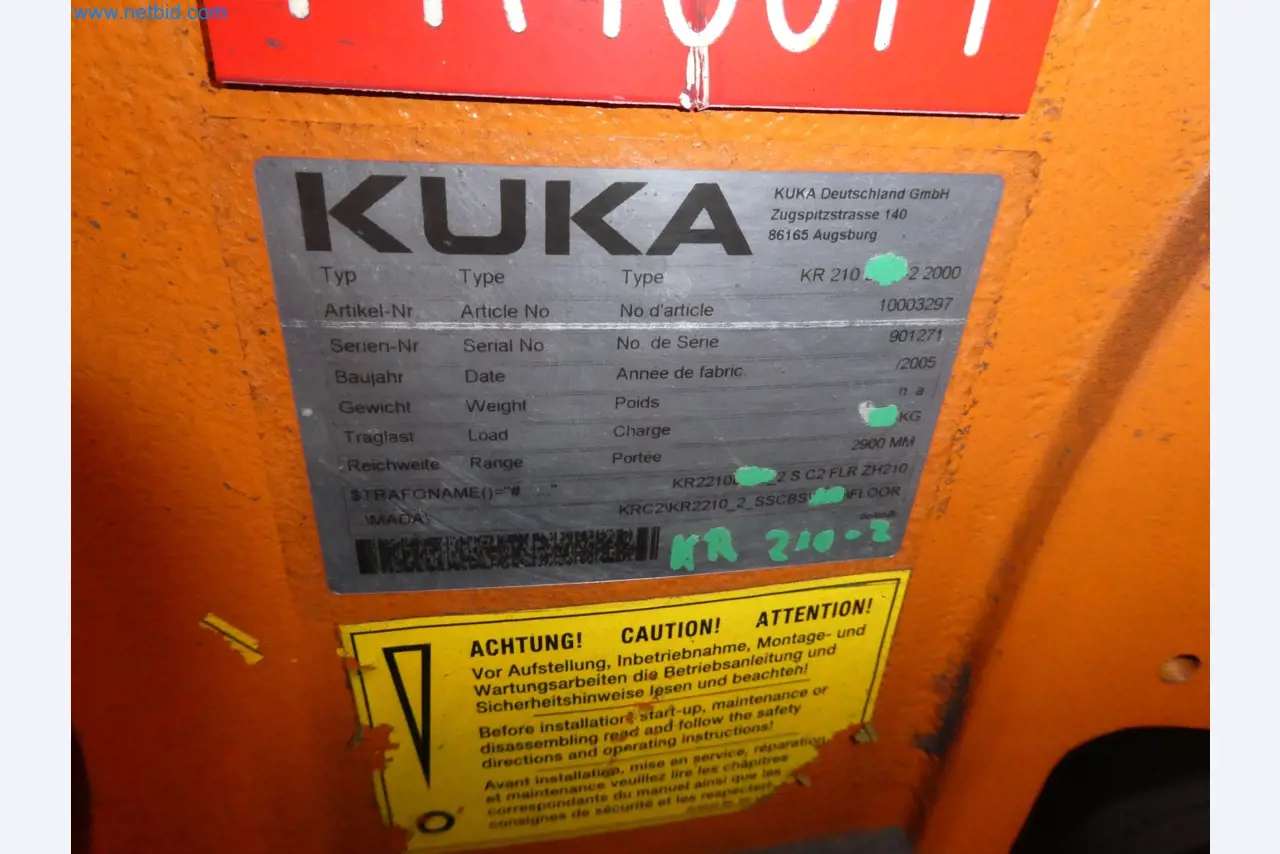 www.netbid.com
KUKA
KUKA Deutschland GmbH
Zugspitzstrasse 140
86165 Augsburg
Typ Type Type KR 210 -2 2000
Artikel-Nr Article No No d'article 10003297
Serien-Nr Serial No No. de Serie 901271
Baujahr Date Année de fabric. /2005
Gewicht Weight Poids n a
Traglast Load Charge KG
Reichweite Range Portée 2900 MM
$TRAFONAME()="# ..." 2 S C2 FLR ZH210
\MADA\ FLOOR
KR 210-2
ACHTUNG! CAUTION! ATTENTION!
Vor Aufstellung, Inbetriebnahme, Montage- und
Wartungsarbeiten die Betriebsanleitung und
Sicherheitshinweise lesen und beachten!
Before installation, start-up, maintenance or
disassembling read and follow the safety
directions and operating instructions!
Avant installation, mise en service, réparation
et maintenance veuillez lire les chapitres
correspondants du manuel ainsi que les
consignes de sécurité et les respecter